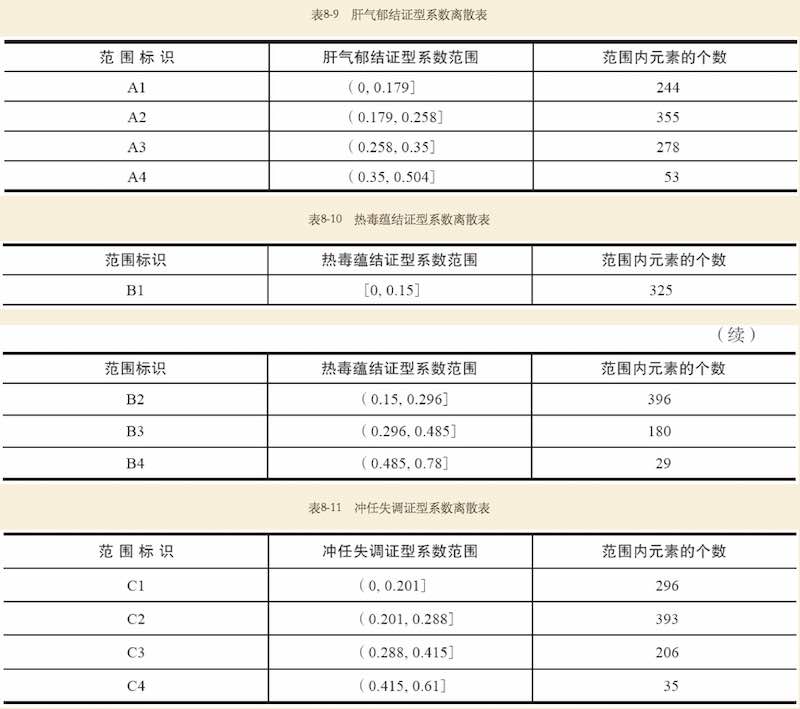 表8-9 肝气郁结证型系数离散表
范围标识 肝气郁结证型系数范围 范围内元素的个数
A1 (0, 0.179] 244
A2 (0.179, 0.258] 355
A3 (0.258, 0.35] 278
A4 (0.35, 0.504] 53
表8-10 热毒蕴结证型系数离散表
范围标识 热毒蕴结证型系数范围 范围内元素的个数
B1 [0, 0.15] 325
(续)
范围标识 热毒蕴结证型系数范围 范围内元素的个数
B2 (0.15, 0.296] 396
B3 (0.296, 0.485] 180
B4 (0.485, 0.78] 29
表8-11 冲任失调证型系数离散表
范围标识 冲任失调证型系数范围 范围内元素的个数
C1 (0, 0.201] 296
C2 (0.201, 0.288] 393
C3 (0.288, 0.415] 206
C4 (0.415, 0.61] 35